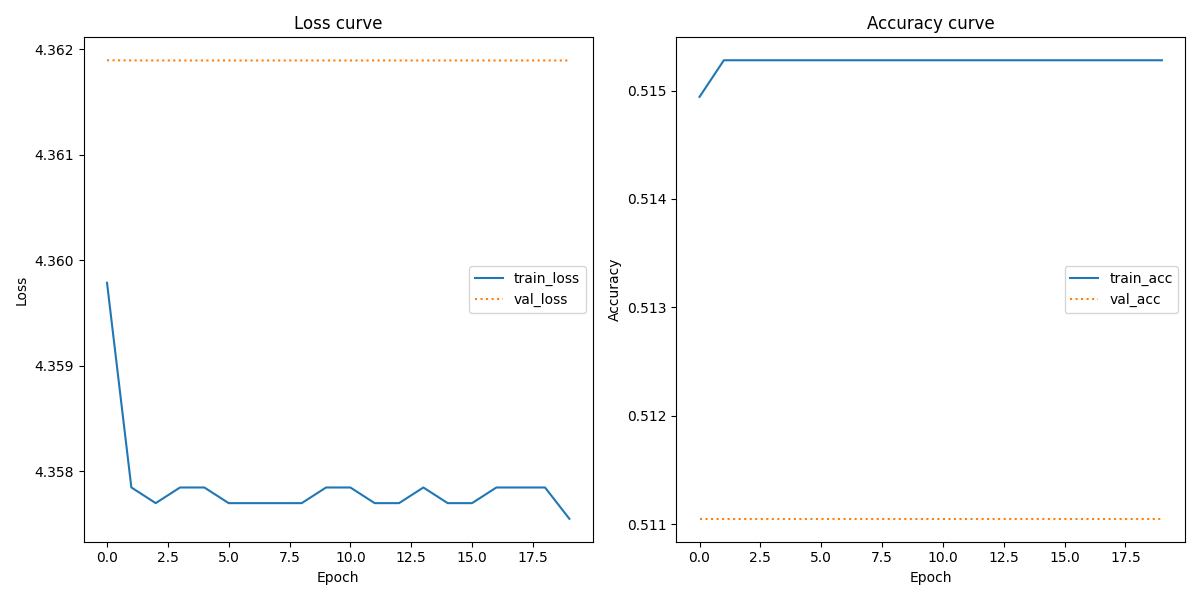 Loss curve
4.362
4.361
4.360
4.359
4.358
Loss
0.0 2.5 5.0 7.5 10.0 12.5 15.0 17.5
Epoch
train_loss
val_loss
Accuracy curve
0.515
0.514
0.513
0.512
0.511
Accuracy
0.0 2.5 5.0 7.5 10.0 12.5 15.0 17.5
Epoch
train_acc
val_acc